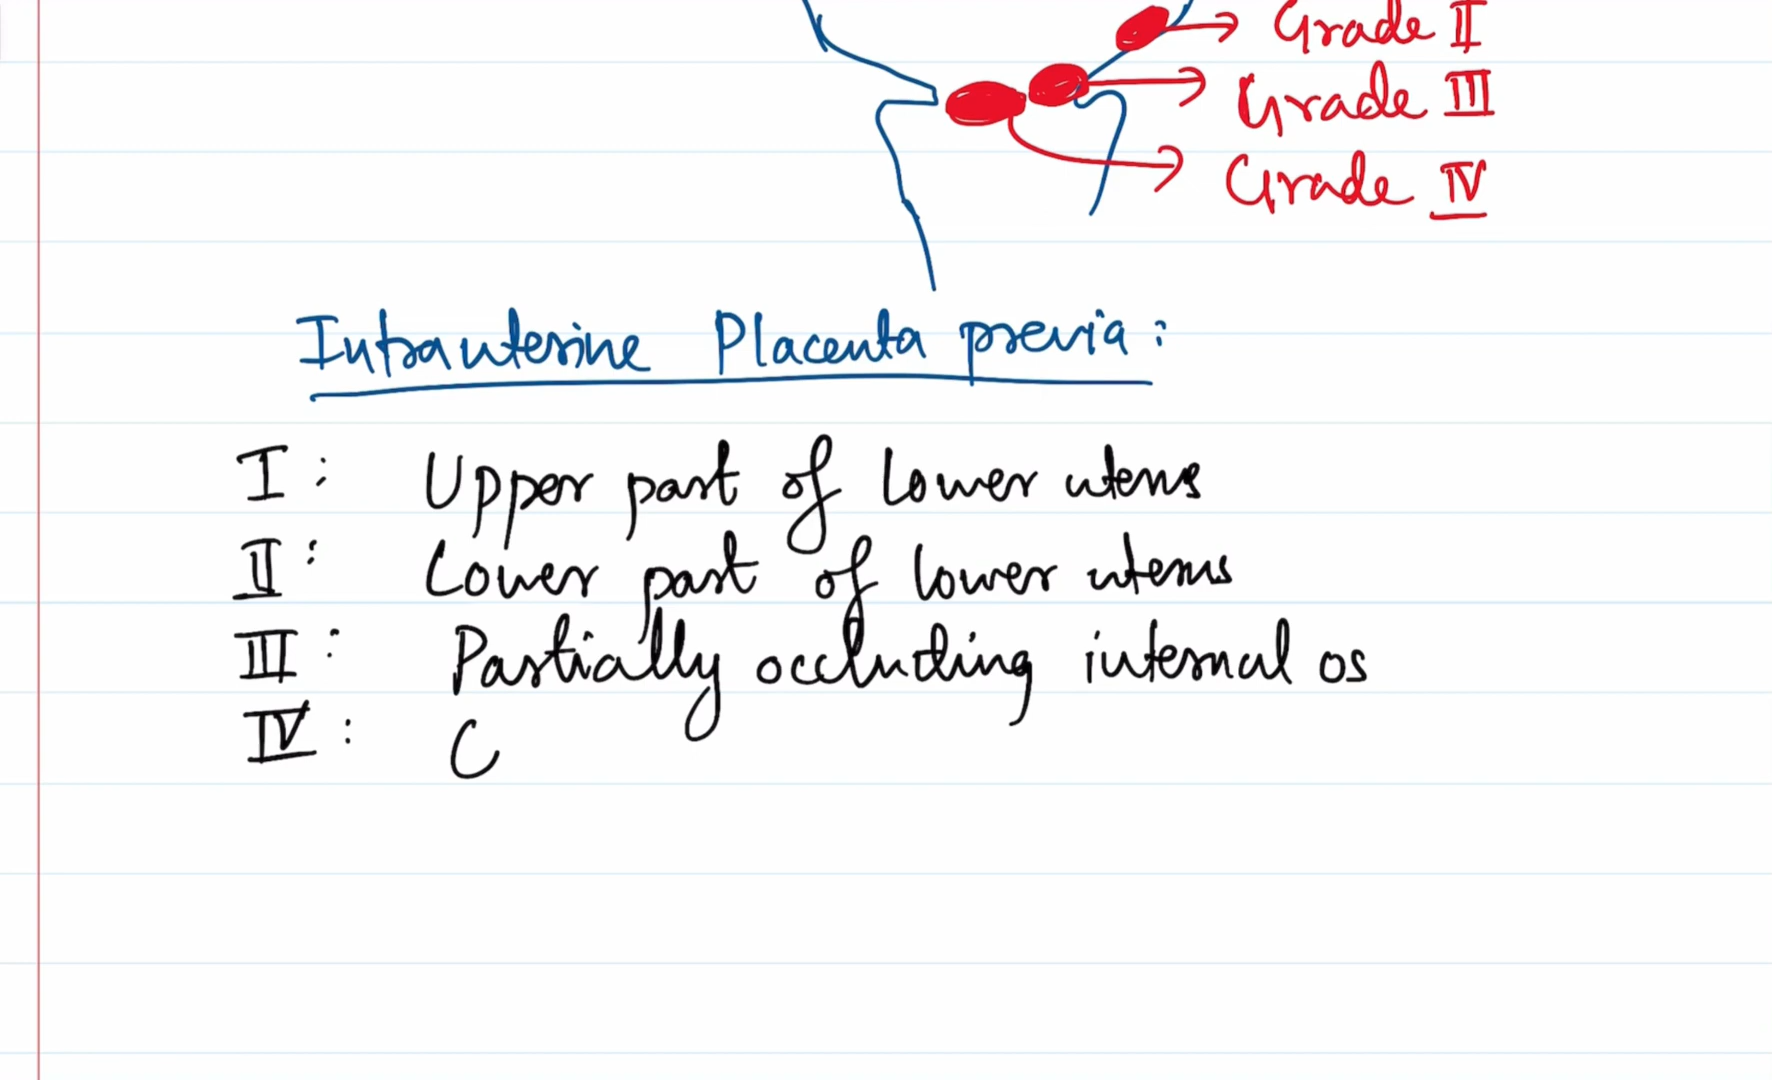 Grade II
Grade III
Grade IV
Intrauterine Placenta previa:
I: Upper part of lower uterus
II: Lower part of lower uterus
III: Partially occluding internal os
IV: C